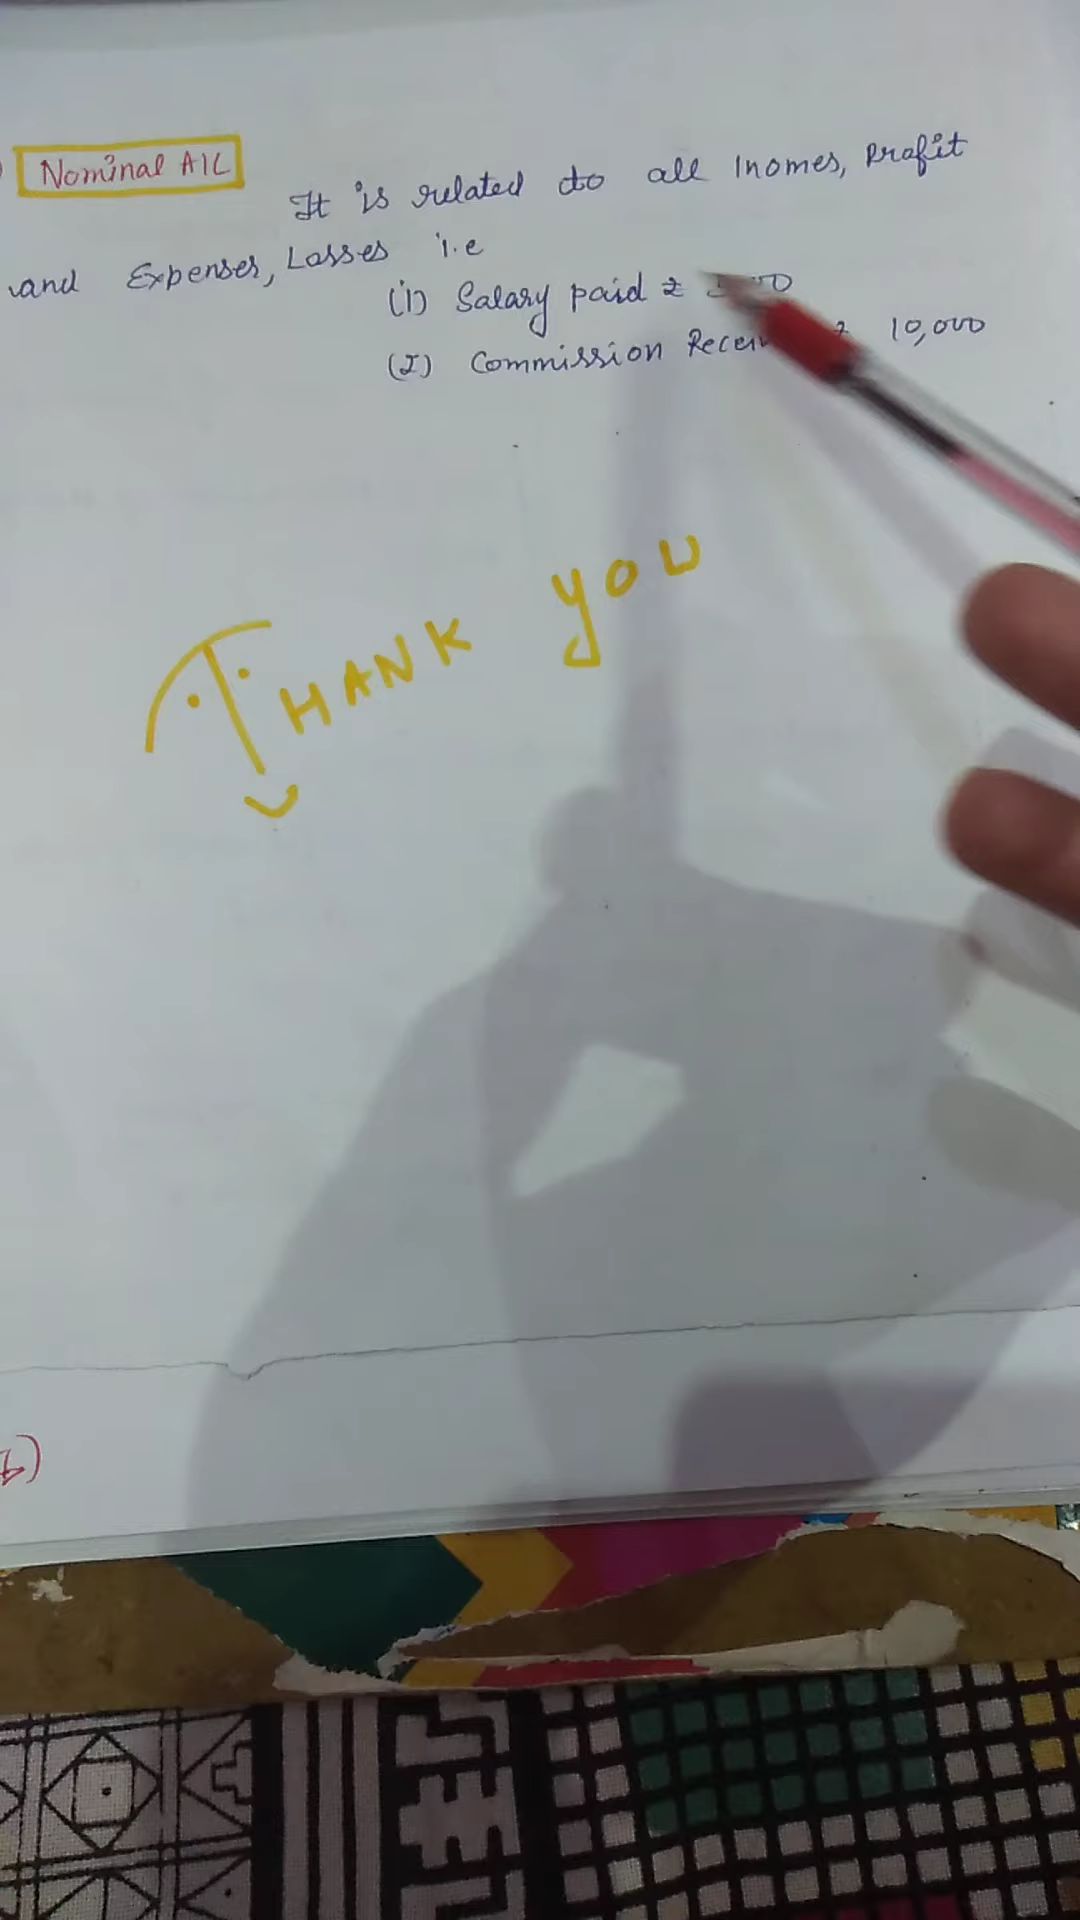 Nominal A/C
It is related to all Inomes, Profit
and Expenses, Losses i.e
(1) Salary paid ₹
(2) Commission ₹ 10,000
THANK YOU
b)